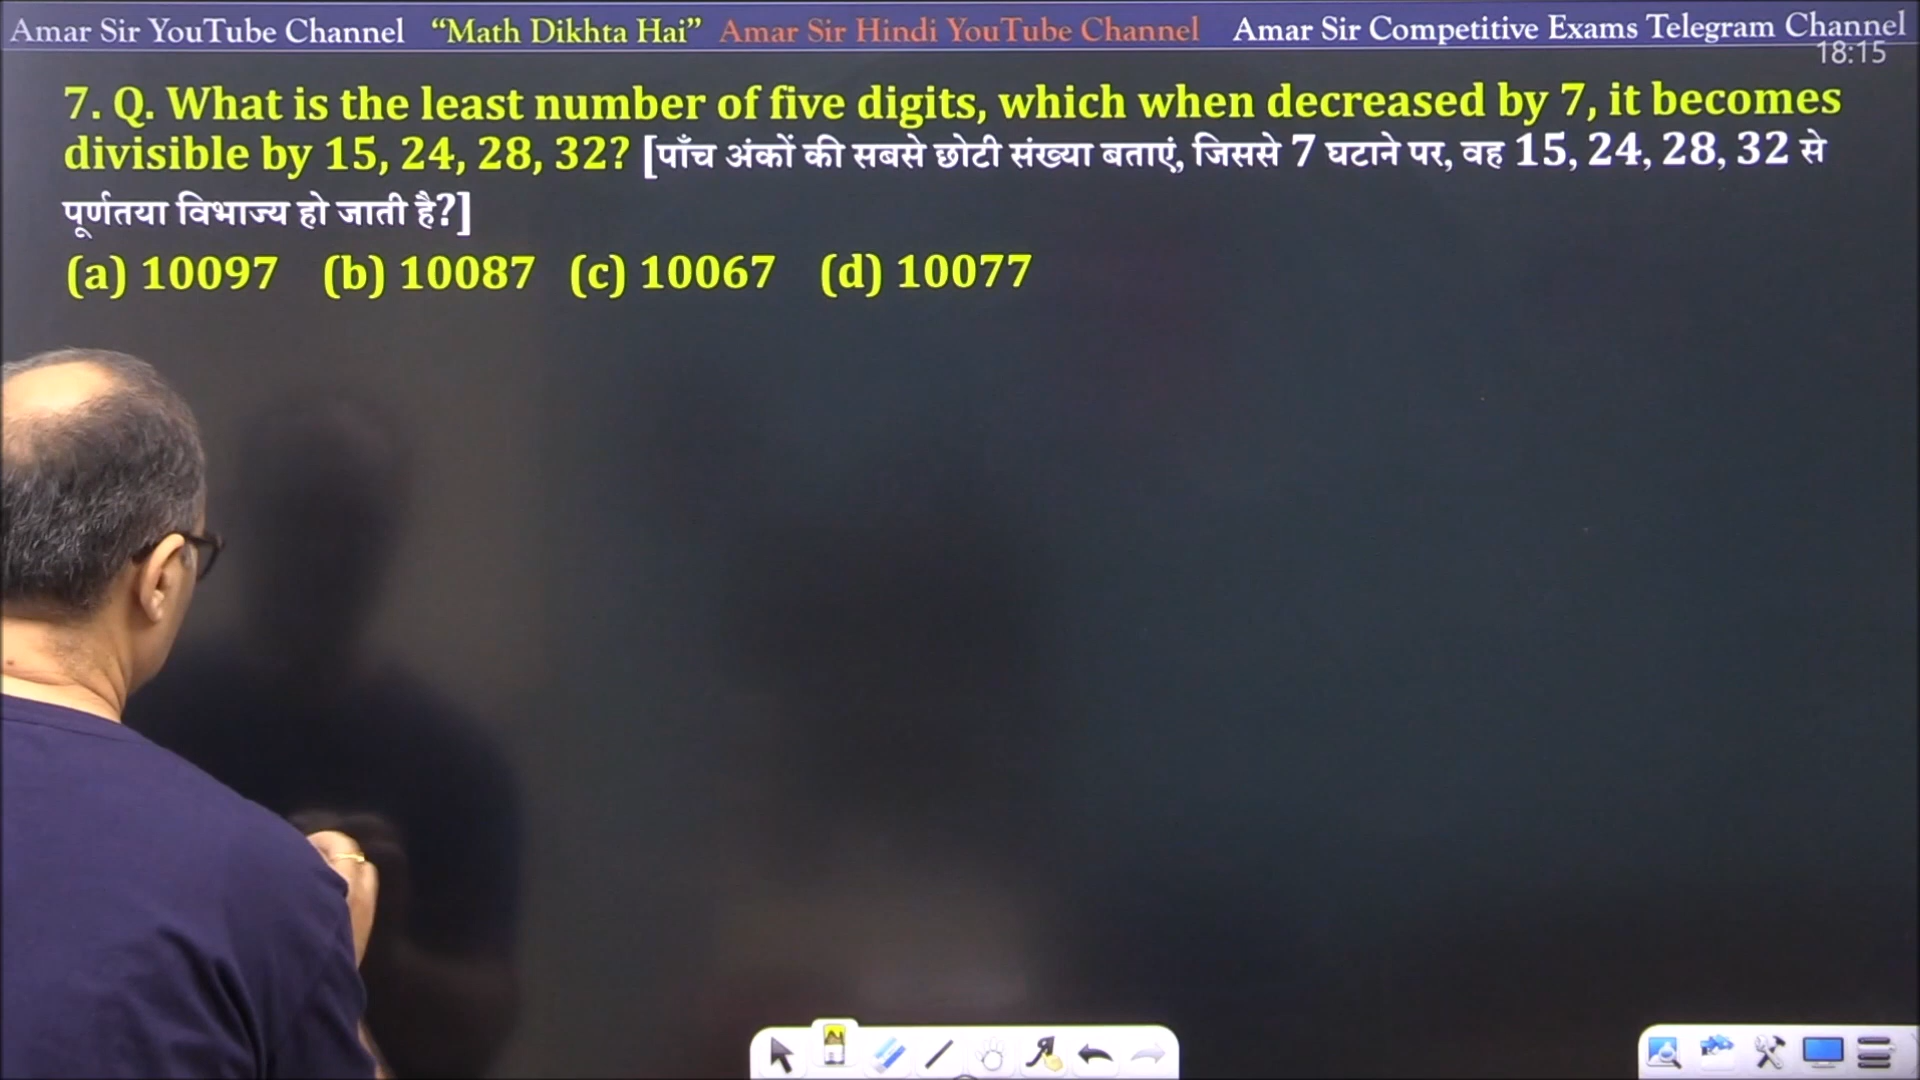 Amar Sir YouTube Channel “Math Dikhta Hai” Amar Sir Hindi YouTube Channel Amar Sir Competitive Exams Telegram Channel
18:15
7. Q. What is the least number of five digits, which when decreased by 7, it becomes
divisible by 15, 24, 28, 32? [पाँच अंकों की सबसे छोटी संख्या बताएं, जिससे 7 घटाने पर, वह 15, 24, 28, 32 से
पूर्णतया विभाज्य हो जाती है?]
(a) 10097 (b) 10087 (c) 10067 (d) 10077